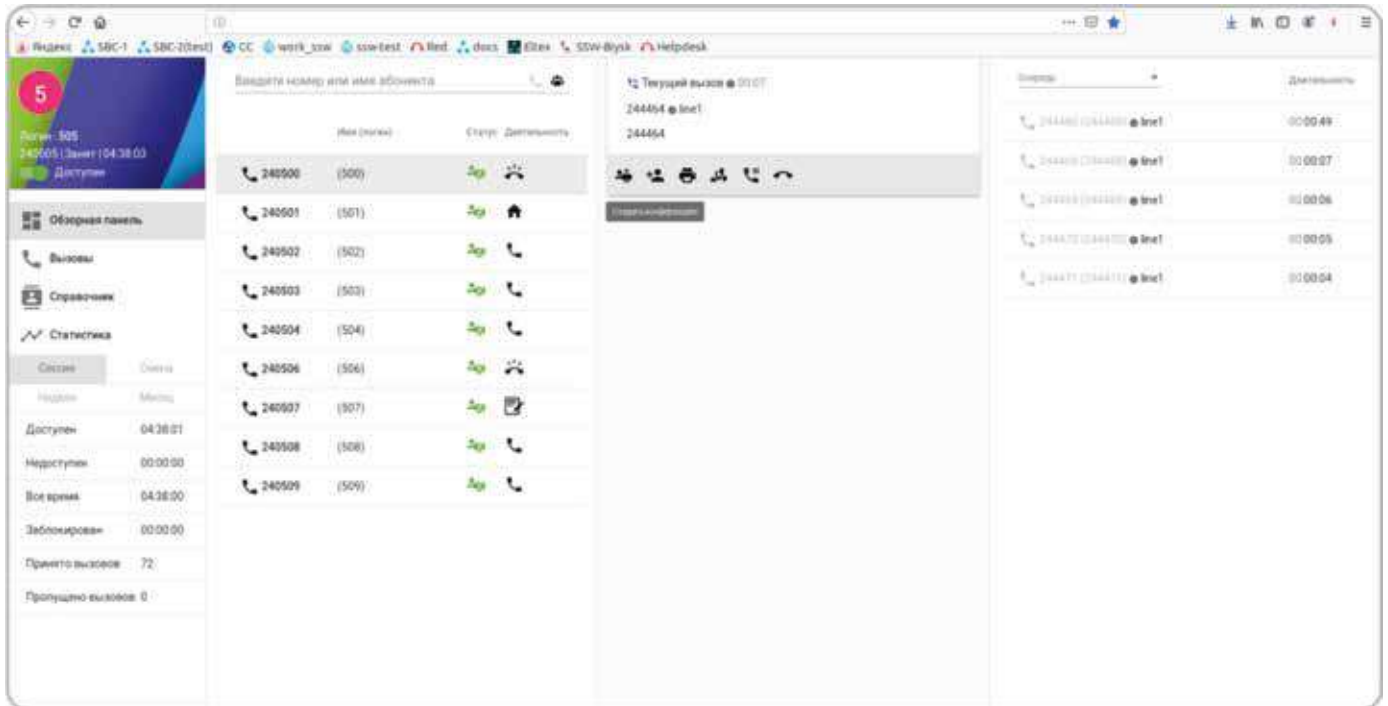 Яндекс SBC-1 SBC-2(test) CC work_ssw ssw-test Red docs Eltex SSW-Biysk Helpdesk
5
Логин: 505
240505 | Занят | 04:38:03
Доступен
Обзорная панель
Вызовы
Справочник
Статистика
Сессия Смена
Неделя Месяц
Доступен 04:38:01
Недоступен 00:00:00
Все время 04:38:00
Заблокирован 00:00:00
Принято вызовов 72
Пропущено вызовов 0
Введите номер или имя абонента
Имя (логин) Статус Деятельность
240500 (500)
240501 (501)
240502 (502)
240503 (503)
240504 (504)
240506 (506)
240507 (507)
240508 (508)
240509 (509)
Текущий вызов 00:07
244464 line1
244464
Создать конференцию
Очередь Длительность
line1 00:00:49
line1 00:00:07
line1 00:00:06
line1 00:00:05
line1 00:00:04